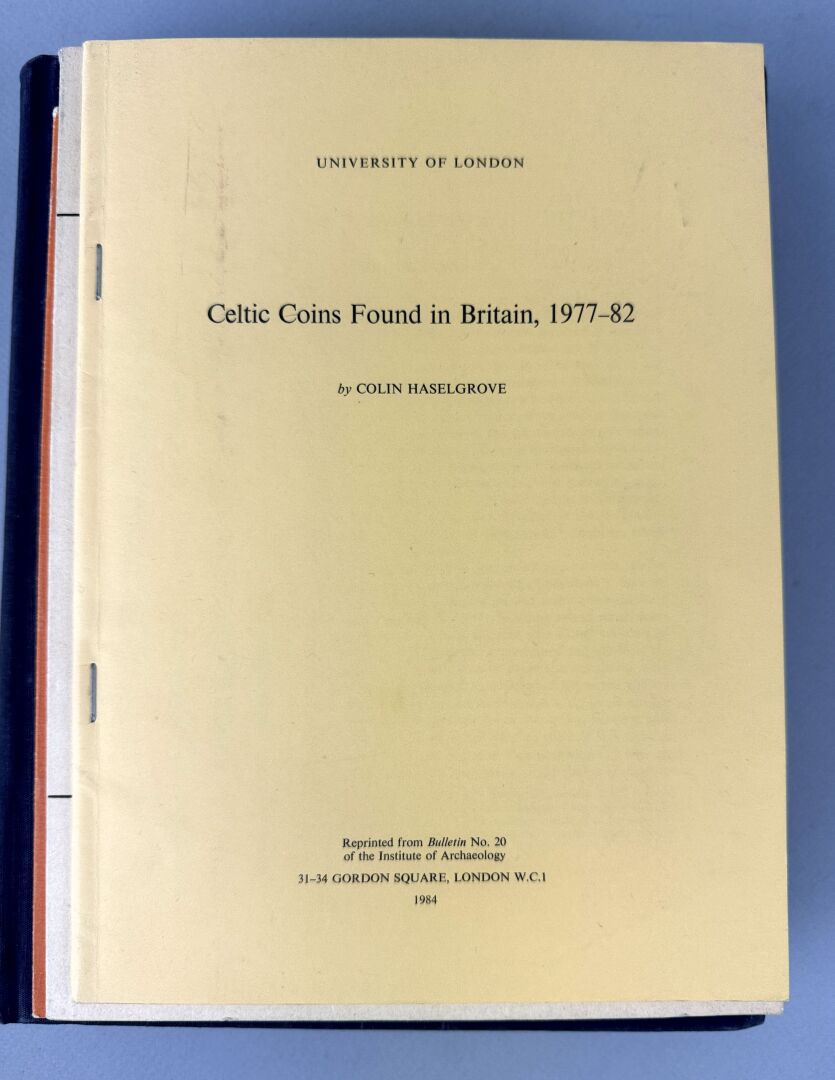 UNIVERSITY OF LONDON
Celtic Coins Found in Britain, 1977–82
by COLIN HASELGROVE
Reprinted from Bulletin No. 20
of the Institute of Archaeology
31–34 GORDON SQUARE, LONDON W.C.1
1984